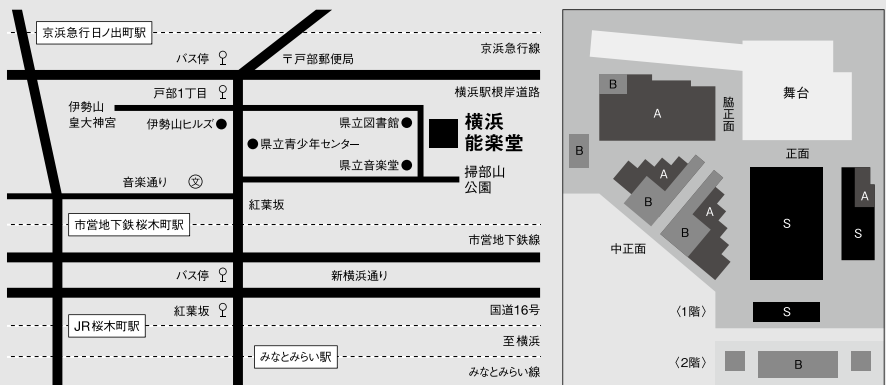 京浜急行日ノ出町駅
バス停
〒戸部郵便局
京浜急行線
戸部1丁目
横浜駅根岸道路
伊勢山
皇大神宮
伊勢山ヒルズ
県立図書館
横浜
能楽堂
県立青少年センター
県立音楽堂
掃部山
公園
音楽通り
文
紅葉坂
市営地下鉄桜木町駅
市営地下鉄線
バス停
新横浜通り
紅葉坂
国道16号
JR桜木町駅
至横浜
みなとみらい駅
みなとみらい線
舞台
脇正面
正面
中正面
B
A
B
A
B
A
B
S
A
S
〈1階〉
S
〈2階〉
B